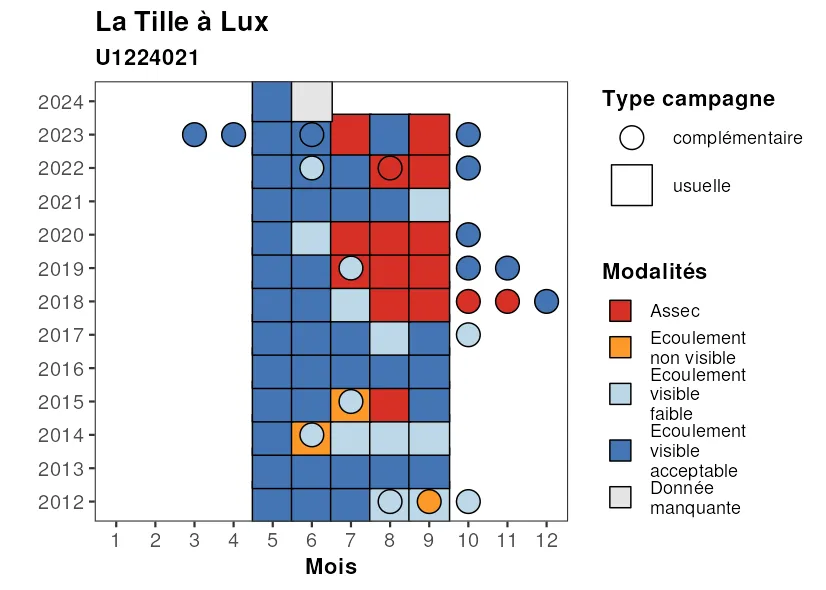 La Tille à Lux
U1224021
2024
2023
2022
2021
2020
2019
2018
2017
2016
2015
2014
2013
2012
1 2 3 4 5 6 7 8 9 10 11 12
Mois
Type campagne
complémentaire
usuelle
Modalités
Assec
Ecoulement
non visible
Ecoulement
visible
faible
Ecoulement
visible
acceptable
Donnée
manquante